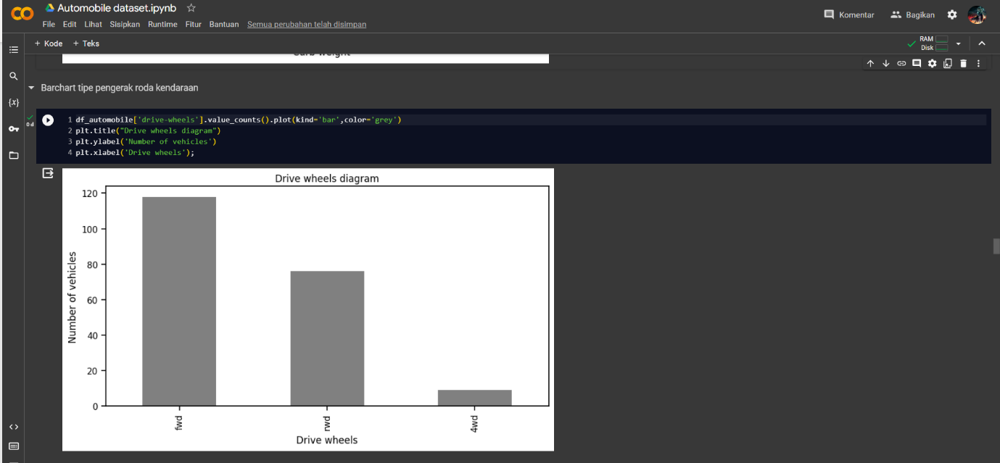 Automobile dataset.ipynb
File Edit Lihat Sisipkan Runtime Fitur Bantuan Semua perubahan telah disimpan
Komentar Bagikan
+ Kode + Teks
RAM
Disk
Curb weight
Barchart tipe pengerak roda kendaraan
{x}
0 d
1 df_automobile['drive-wheels'].value_counts().plot(kind='bar',color='grey')
2 plt.title("Drive wheels diagram")
3 plt.ylabel('Number of vehicles')
4 plt.xlabel('Drive wheels');
Drive wheels diagram
Number of vehicles
120
100
80
60
40
20
0
fwd rwd 4wd
Drive wheels